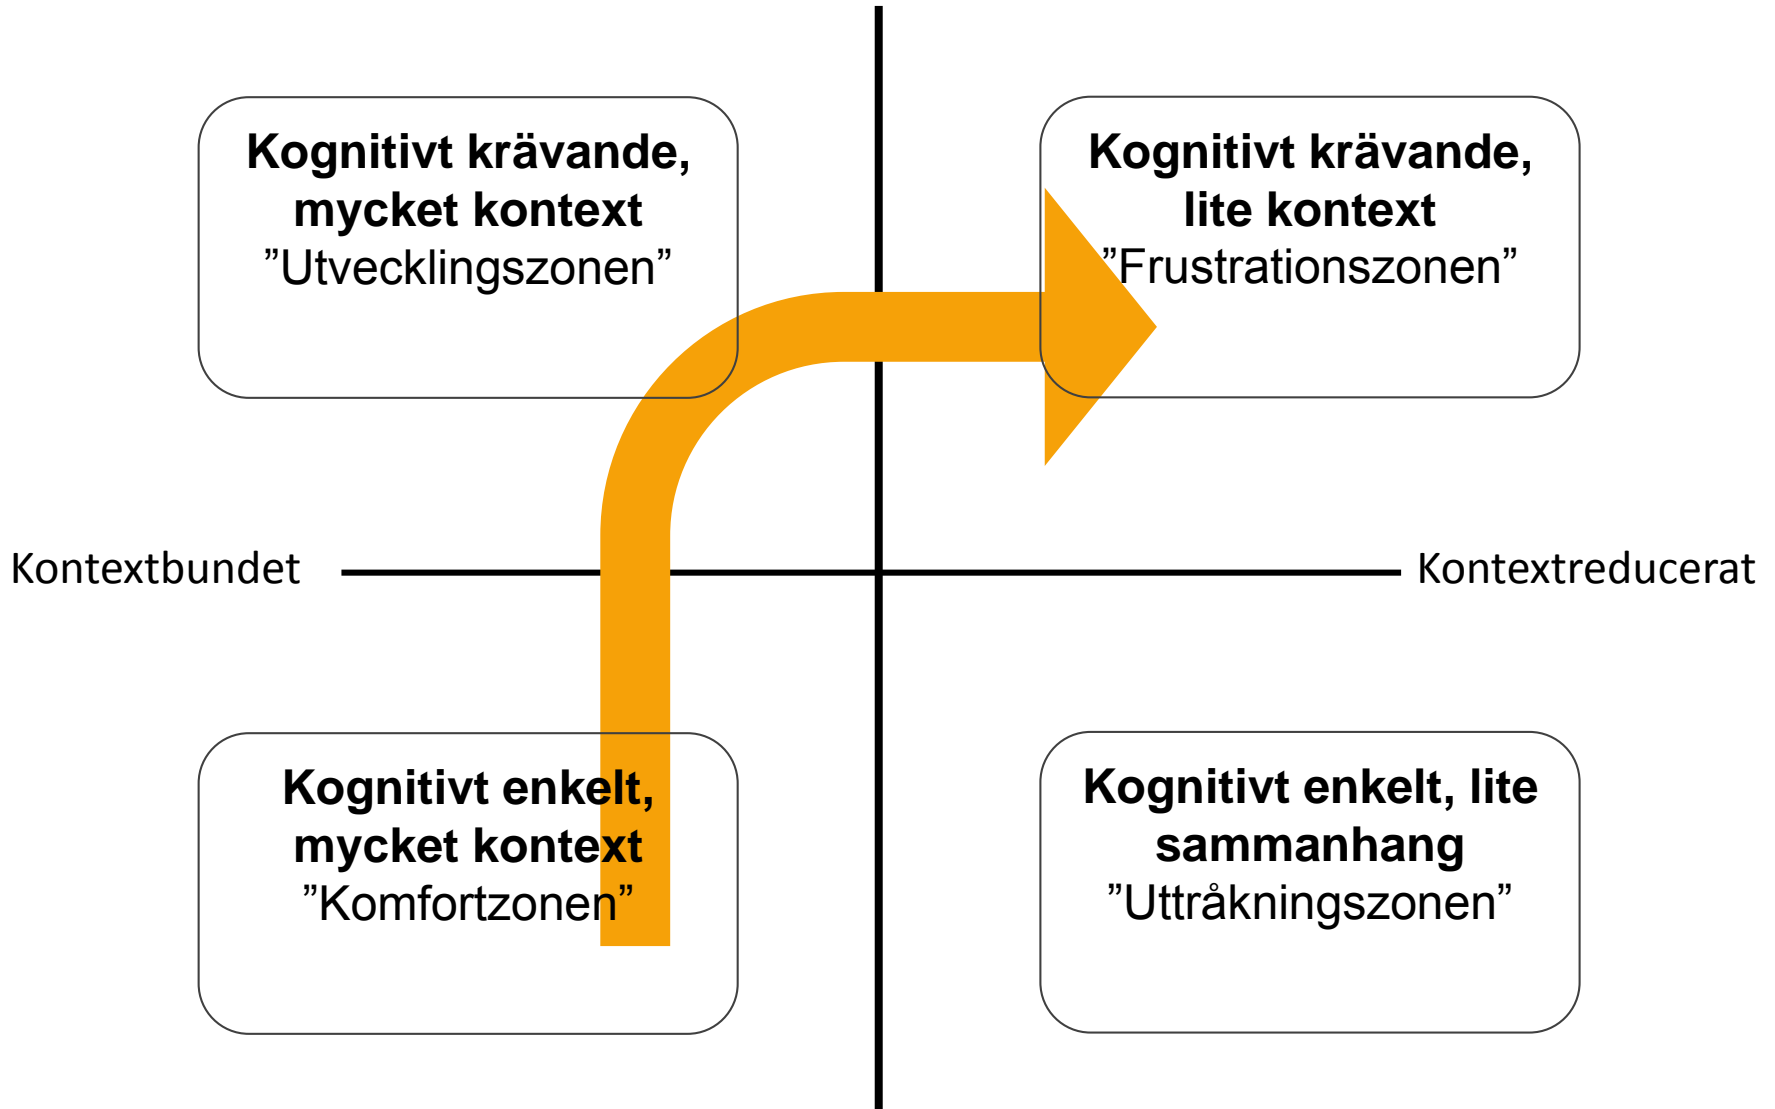 Kognitivt krävande,
mycket kontext
”Utvecklingszonen”
Kognitivt krävande,
lite kontext
”Frustrationszonen”
Kontextbundet
Kontextreducerat
Kognitivt enkelt,
mycket kontext
”Komfortzonen”
Kognitivt enkelt, lite
sammanhang
”Uttråkningszonen”